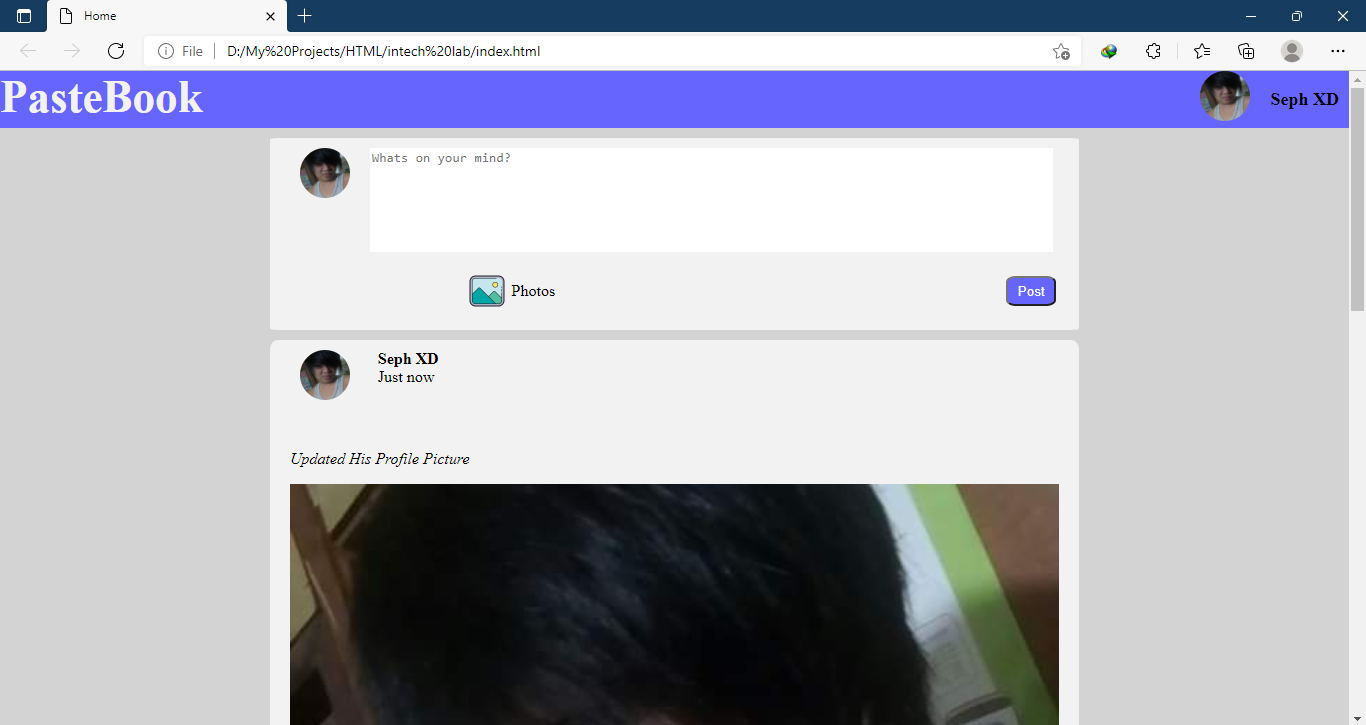 Home
File
D:/My%20Projects/HTML/intech%20lab/index.html
PasteBook
Seph XD
Whats on your mind?
Photos
Post
Seph XD
Just now
Updated His Profile Picture